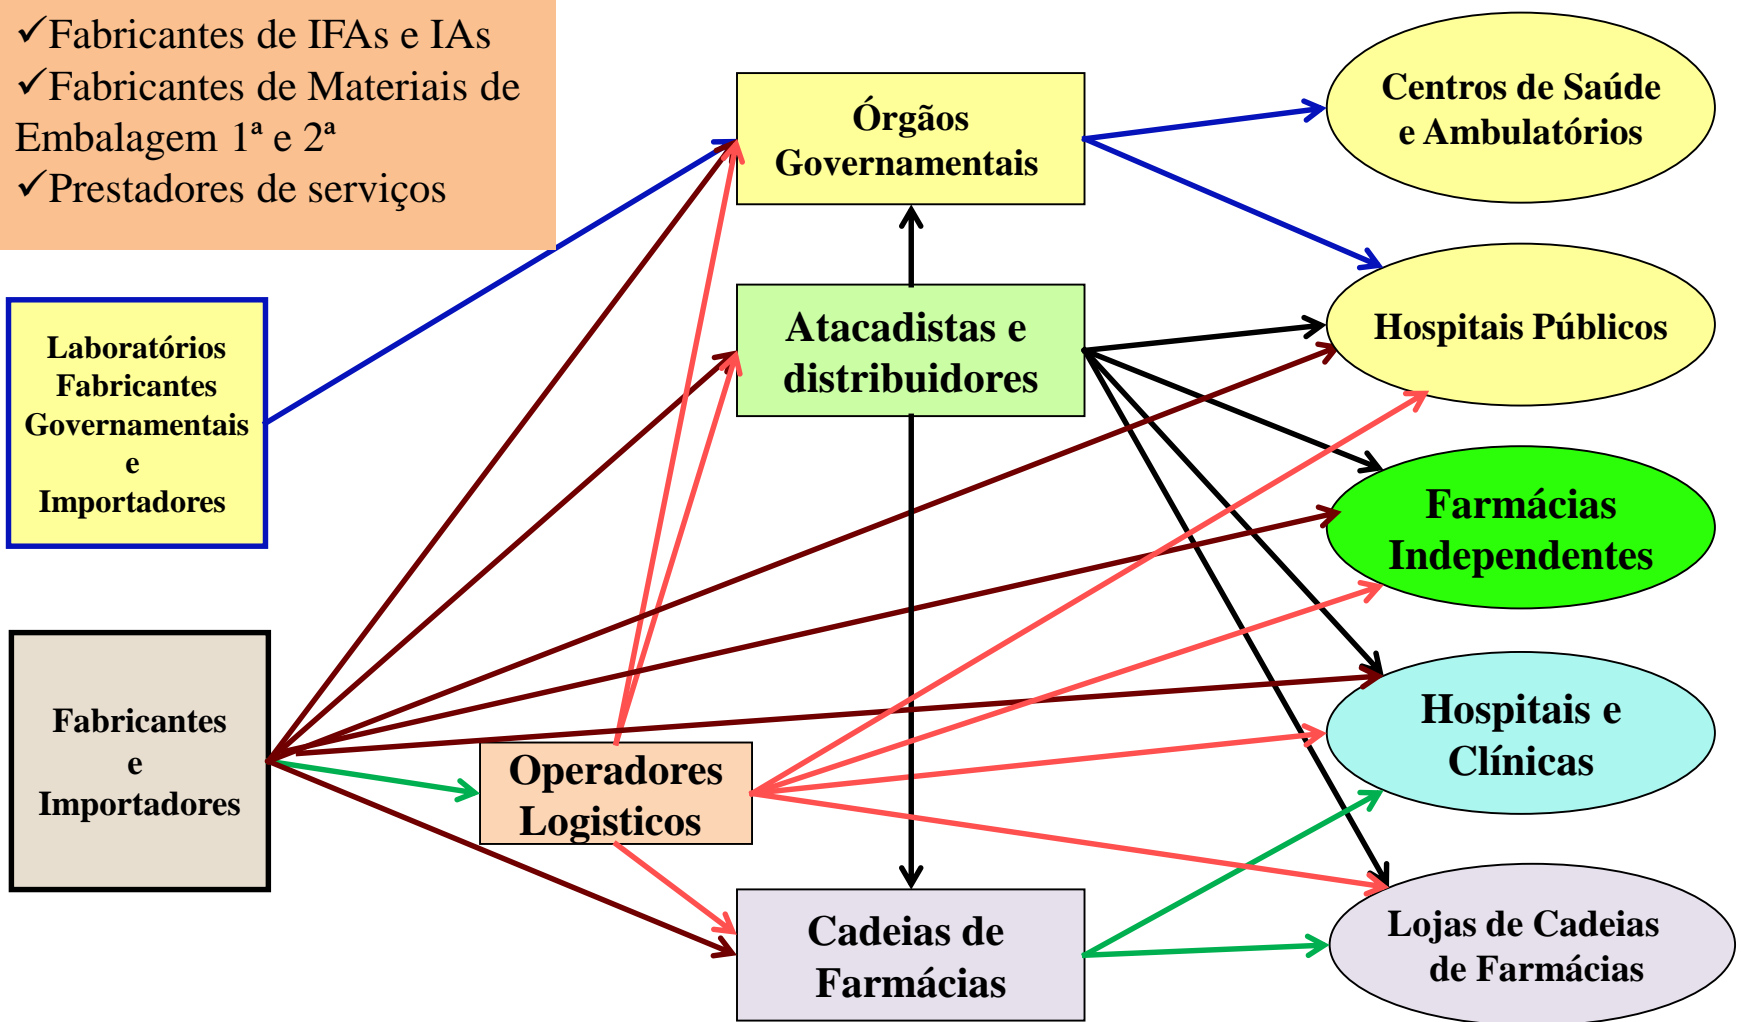 ✓Fabricantes de IFAs e IAs
✓Fabricantes de Materiais de
Embalagem 1ª e 2ª
✓Prestadores de serviços
Laboratórios
Fabricantes
Governamentais
e
Importadores
Fabricantes
e
Importadores
Operadores
Logisticos
Órgãos
Governamentais
Atacadistas e
distribuidores
Cadeias de
Farmácias
Centros de Saúde
e Ambulatórios
Hospitais Públicos
Farmácias
Independentes
Hospitais e
Clínicas
Lojas de Cadeias
de Farmácias